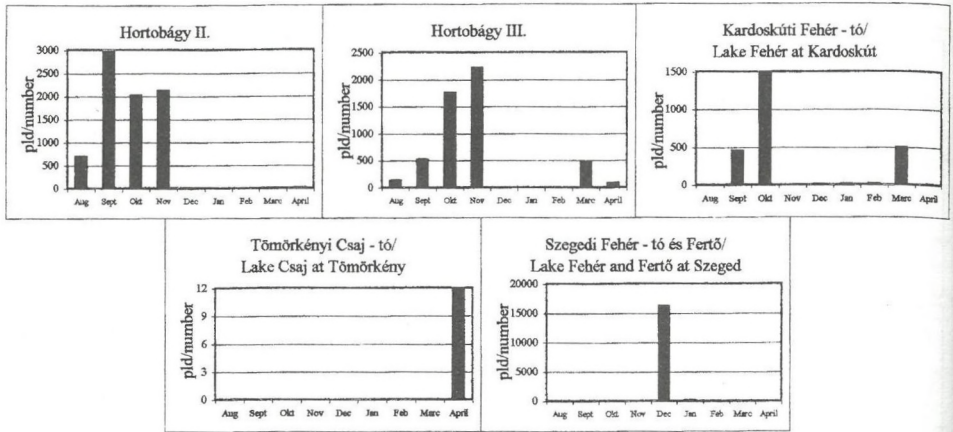 Hortobágy II.
pld/number
3000
2500
2000
1500
1000
500
0
Aug Sept Okt Nov Dec Jan Feb Marc April
Hortobágy III.
pld/number
2500
2000
1500
1000
500
0
Aug Sept Okt Nov Dec Jan Feb Marc April
Kardoskúti Fehér - tó/
Lake Fehér at Kardoskút
pld/number
1500
1000
500
0
Aug Sept Okt Nov Dec Jan Feb Marc April
Tömörkényi Csaj - tó/
Lake Csaj at Tömörkény
pld/number
12
9
6
3
0
Aug Sept Okt Nov Dec Jan Feb Marc April
Szegedi Fehér - tó és Fertő/
Lake Fehér and Fertő at Szeged
pld/number
20000
15000
10000
5000
0
Aug Sept Okt Nov Dec Jan Feb Marc April